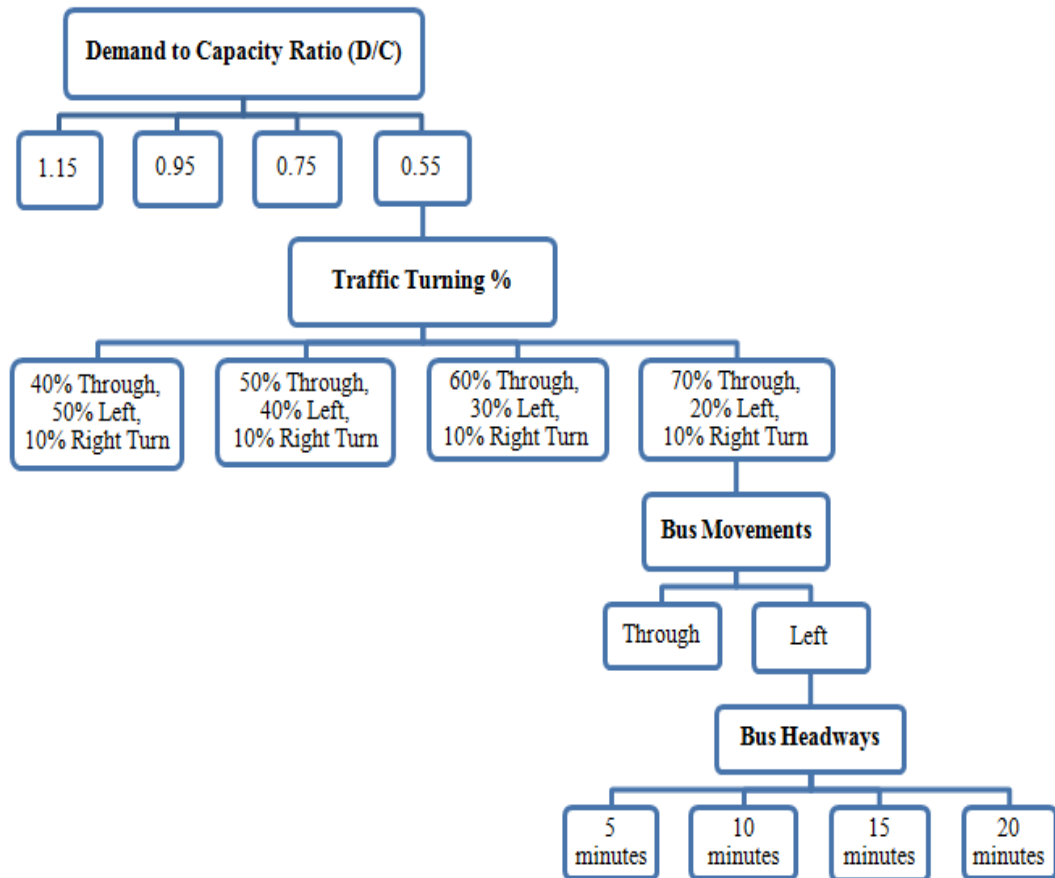 Demand to Capacity Ratio (D/C)
1.15
0.95
0.75
0.55
Traffic Turning %
40% Through,
50% Left,
10% Right Turn
50% Through,
40% Left,
10% Right Turn
60% Through,
30% Left,
10% Right Turn
70% Through,
20% Left,
10% Right Turn
Bus Movements
Through
Left
Bus Headways
5
minutes
10
minutes
15
minutes
20
minutes